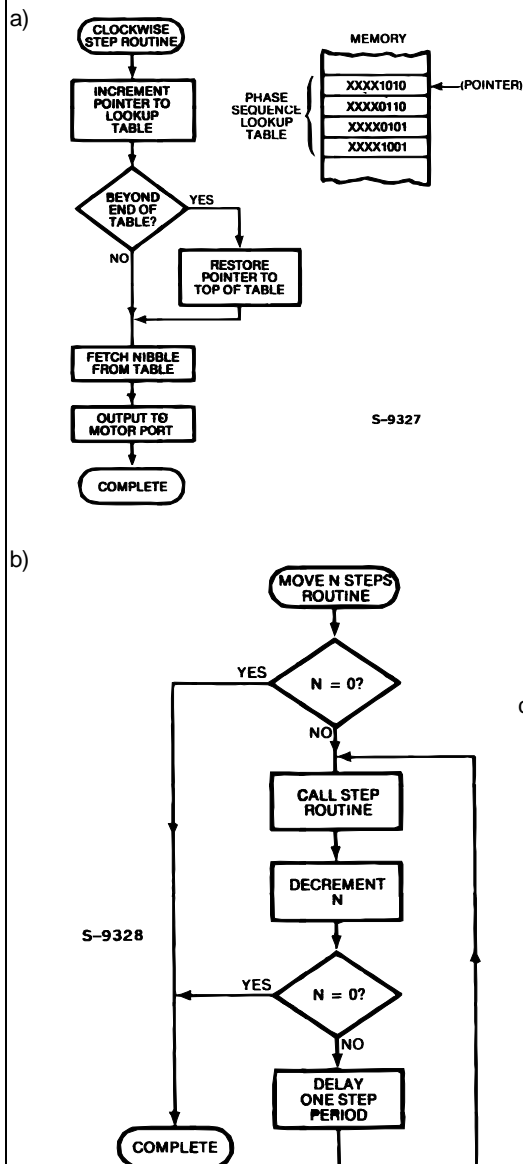 a)
CLOCKWISE
STEP ROUTINE
INCREMENT
POINTER TO
LOOKUP
TABLE
BEYOND
END OF
TABLE?
YES
NO
RESTORE
POINTER TO
TOP OF TABLE
FETCH NIBBLE
FROM TABLE
OUTPUT TO
MOTOR PORT
COMPLETE
MEMORY
PHASE
SEQUENCE
LOOKUP
TABLE
XXXX1010
XXXX0110
XXXX0101
XXXX1001
(POINTER)
S-9327
b)
MOVE N STEPS
ROUTINE
N = 0?
YES
NO
CALL STEP
ROUTINE
DECREMENT
N
N = 0?
YES
NO
DELAY
ONE STEP
PERIOD
COMPLETE
S-9328